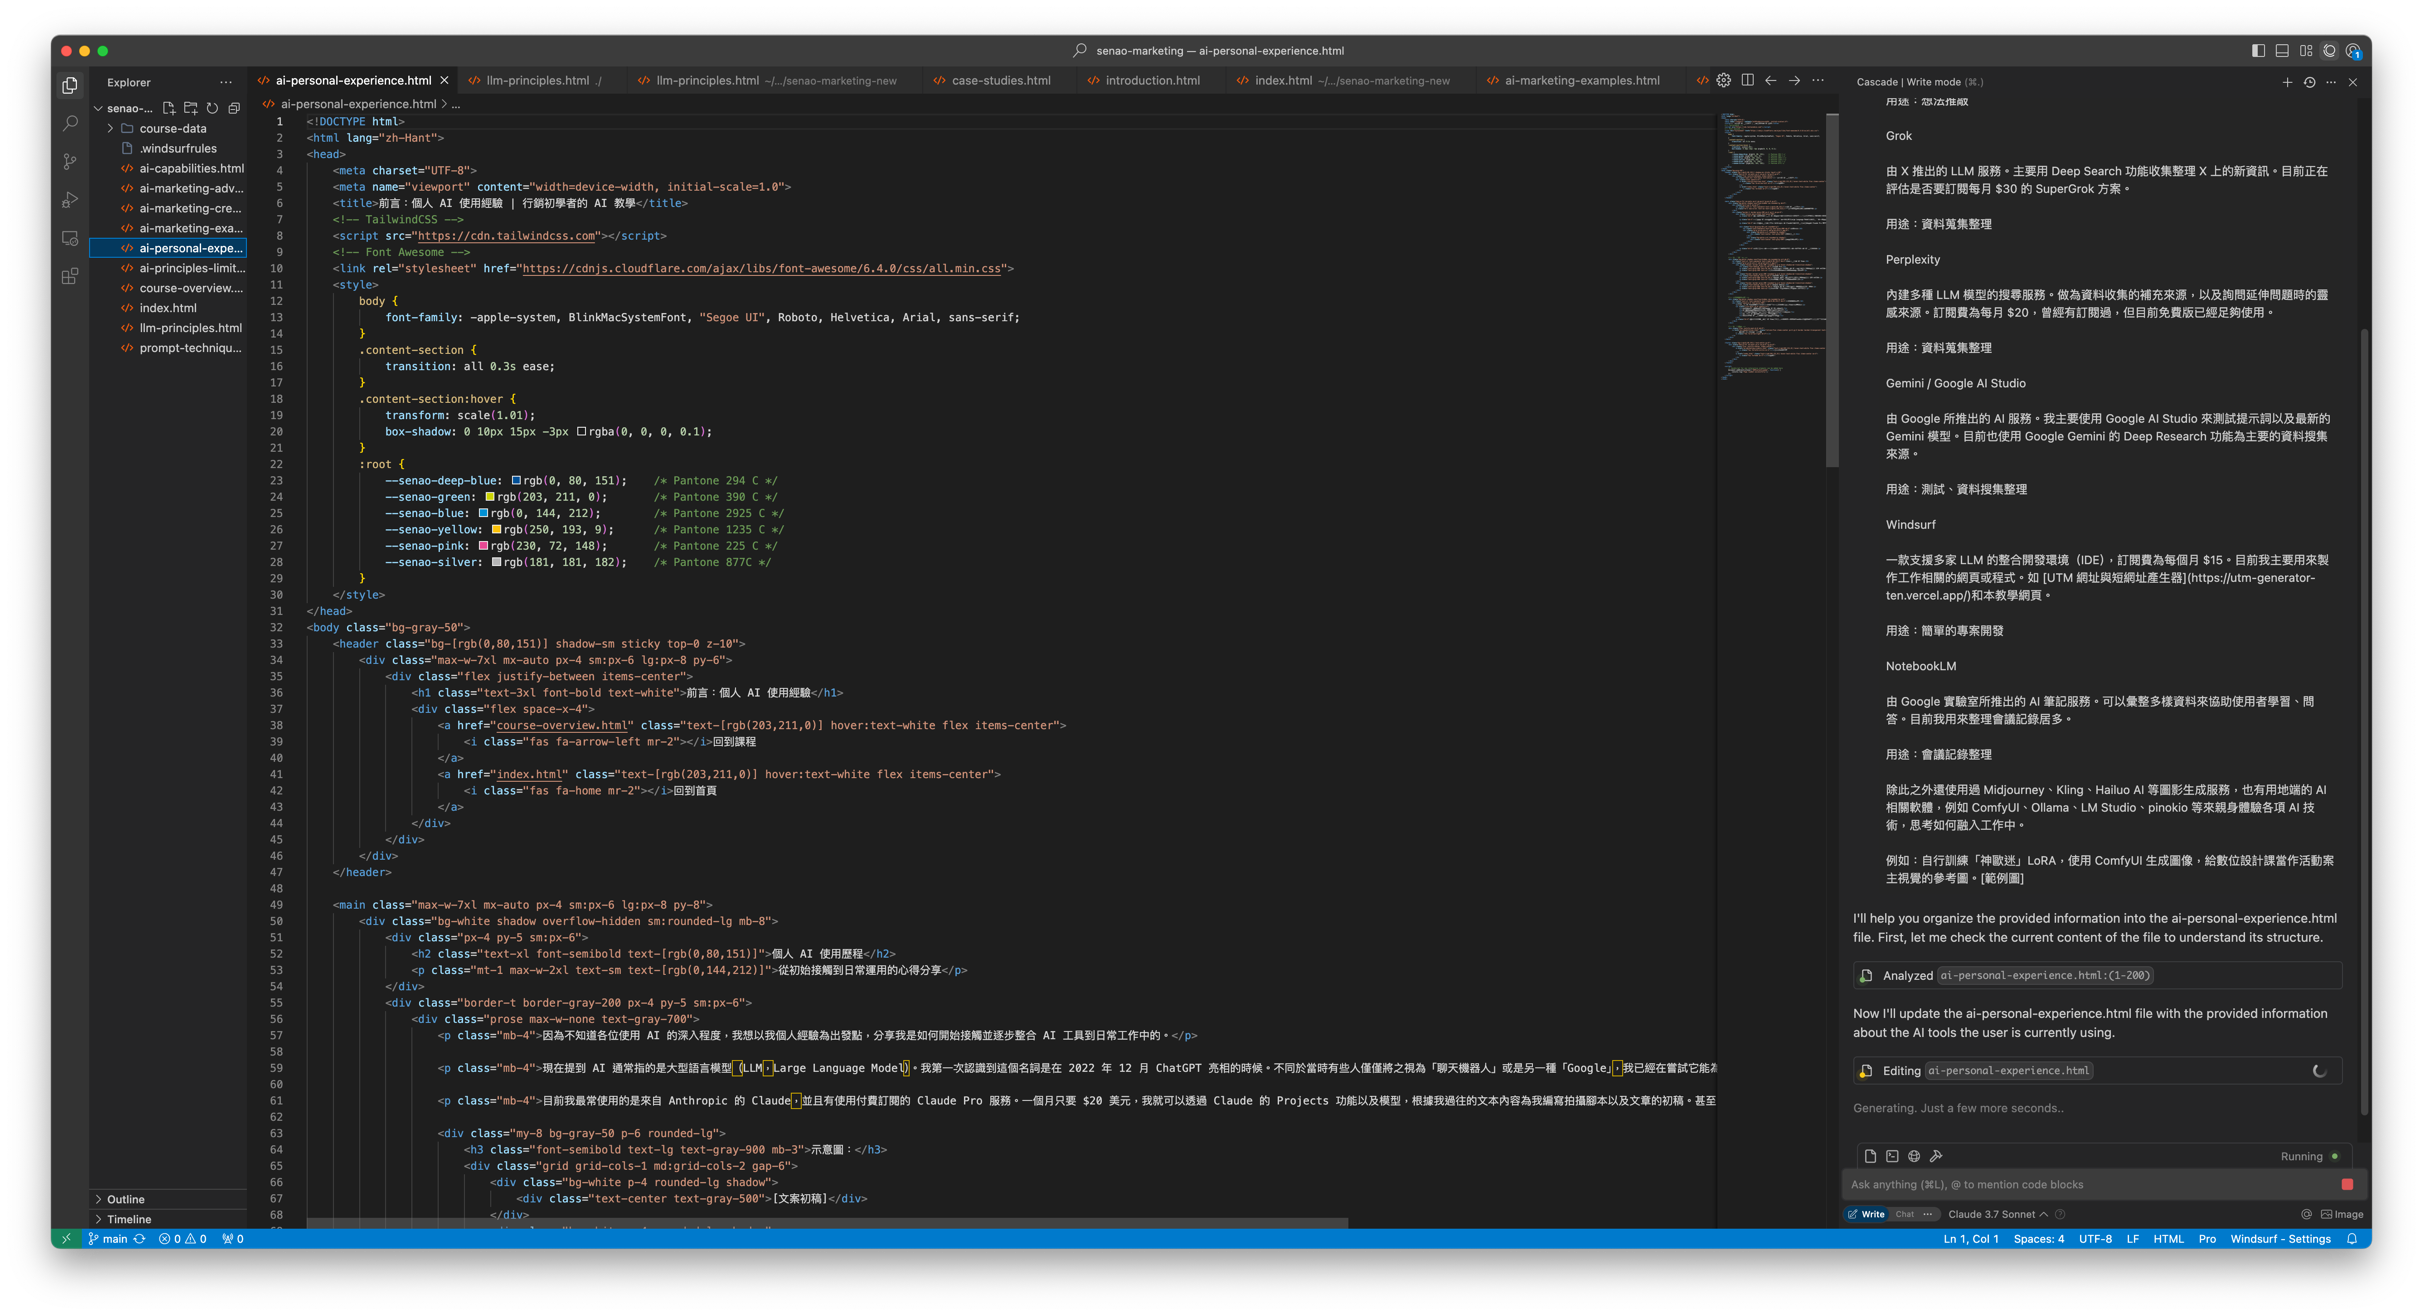 senao-marketing — ai-personal-experience.html
1
Explorer
senao-...
course-data
.windsurfrules
ai-capabilities.html
ai-marketing-adv...
ai-marketing-cre...
ai-marketing-exa...
ai-personal-expe...
ai-principles-limit...
course-overview....
index.html
llm-principles.html
prompt-techniqu...
Outline
Timeline
ai-personal-experience.html
llm-principles.html ./
llm-principles.html ~/.../senao-marketing-new
case-studies.html
introduction.html
index.html ~/.../senao-marketing-new
ai-marketing-examples.html
ai-personal-experience.html > ...
1 <!DOCTYPE html>
2 <html lang="zh-Hant">
3 <head>
4 <meta charset="UTF-8">
5 <meta name="viewport" content="width=device-width, initial-scale=1.0">
6 <title>前言：個人 AI 使用經驗 | 行銷初學者的 AI 教學</title>
7 <!-- TailwindCSS -->
8 <script src="https://cdn.tailwindcss.com"></script>
9 <!-- Font Awesome -->
10 <link rel="stylesheet" href="https://cdnjs.cloudflare.com/ajax/libs/font-awesome/6.4.0/css/all.min.css">
11 <style>
12 body {
13 font-family: -apple-system, BlinkMacSystemFont, "Segoe UI", Roboto, Helvetica, Arial, sans-serif;
14 }
15 .content-section {
16 transition: all 0.3s ease;
17 }
18 .content-section:hover {
19 transform: scale(1.01);
20 box-shadow: 0 10px 15px -3px rgba(0, 0, 0, 0.1);
21 }
22 :root {
23 --senao-deep-blue: rgb(0, 80, 151); /* Pantone 294 C */
24 --senao-green: rgb(203, 211, 0); /* Pantone 390 C */
25 --senao-blue: rgb(0, 144, 212); /* Pantone 2925 C */
26 --senao-yellow: rgb(250, 193, 9); /* Pantone 1235 C */
27 --senao-pink: rgb(230, 72, 148); /* Pantone 225 C */
28 --senao-silver: rgb(181, 181, 182); /* Pantone 877C */
29 }
30 </style>
31 </head>
32 <body class="bg-gray-50">
33 <header class="bg-[rgb(0,80,151)] shadow-sm sticky top-0 z-10">
34 <div class="max-w-7xl mx-auto px-4 sm:px-6 lg:px-8 py-6">
35 <div class="flex justify-between items-center">
36 <h1 class="text-3xl font-bold text-white">前言：個人 AI 使用經驗</h1>
37 <div class="flex space-x-4">
38 <a href="course-overview.html" class="text-[rgb(203,211,0)] hover:text-white flex items-center">
39 <i class="fas fa-arrow-left mr-2"></i>回到課程
40 </a>
41 <a href="index.html" class="text-[rgb(203,211,0)] hover:text-white flex items-center">
42 <i class="fas fa-home mr-2"></i>回到首頁
43 </a>
44 </div>
45 </div>
46 </div>
47 </header>
48
49 <main class="max-w-7xl mx-auto px-4 sm:px-6 lg:px-8 py-8">
50 <div class="bg-white shadow overflow-hidden sm:rounded-lg mb-8">
51 <div class="px-4 py-5 sm:px-6">
52 <h2 class="text-xl font-semibold text-[rgb(0,80,151)]">個人 AI 使用歷程</h2>
53 <p class="mt-1 max-w-2xl text-sm text-[rgb(0,144,212)]">從初始接觸到日常運用的心得分享</p>
54 </div>
55 <div class="border-t border-gray-200 px-4 py-5 sm:px-6">
56 <div class="prose max-w-none text-gray-700">
57 <p class="mb-4">因為不知道各位使用 AI 的深入程度，我想以我個人經驗為出發點，分享我是如何開始接觸並逐步整合 AI 工具到日常工作中的。</p>
58
59 <p class="mb-4">現在提到 AI 通常指的是大型語言模型（LLM，Large Language Model）。我第一次認識到這個名詞是在 2022 年 12 月 ChatGPT 亮相的時候。不同於當時有些人僅僅將之視為「聊天機器人」或是另一種「Google」，我已經在嘗試它能為
60
61 <p class="mb-4">目前我最常使用的是來自 Anthropic 的 Claude，並且有使用付費訂閱的 Claude Pro 服務。一個月只要 $20 美元，我就可以透過 Claude 的 Projects 功能以及模型，根據我過往的文本內容為我編寫拍攝腳本以及文章的初稿。甚至
62
63 <div class="my-8 bg-gray-50 p-6 rounded-lg">
64 <h3 class="font-semibold text-lg text-gray-900 mb-3">示意圖：</h3>
65 <div class="grid grid-cols-1 md:grid-cols-2 gap-6">
66 <div class="bg-white p-4 rounded-lg shadow">
67 <div class="text-center text-gray-500">[文案初稿]</div>
68 </div>
Cascade | Write mode (⌘.)
用途：想法推敲
Grok
由 X 推出的 LLM 服務。主要用 Deep Search 功能收集整理 X 上的新資訊。目前正在
評估是否要訂閱每月 $30 的 SuperGrok 方案。
用途：資料蒐集整理
Perplexity
內建多種 LLM 模型的搜尋服務。做為資料收集的補充來源，以及詢問延伸問題時的靈
感來源。訂閱費為每月 $20，曾經有訂閱過，但目前免費版已經足夠使用。
用途：資料蒐集整理
Gemini / Google AI Studio
由 Google 所推出的 AI 服務。我主要使用 Google AI Studio 來測試提示詞以及最新的
Gemini 模型。目前也使用 Google Gemini 的 Deep Research 功能為主要的資料搜集
來源。
用途：測試、資料搜集整理
Windsurf
一款支援多家 LLM 的整合開發環境（IDE），訂閱費為每個月 $15。目前我主要用來製
作工作相關的網頁或程式。如 [UTM 網址與短網址產生器](https://utm-generator-
ten.vercel.app/)和本教學網頁。
用途：簡單的專案開發
NotebookLM
由 Google 實驗室所推出的 AI 筆記服務。可以彙整多樣資料來協助使用者學習、問
答。目前我用來整理會議記錄居多。
用途：會議記錄整理
除此之外還使用過 Midjourney、Kling、Hailuo AI 等圖影生成服務，也有用地端的 AI
相關軟體，例如 ComfyUI、Ollama、LM Studio、pinokio 等來親身體驗各項 AI 技
術，思考如何融入工作中。
例如：自行訓練「神歐迷」LoRA，使用 ComfyUI 生成圖像，給數位設計課當作活動案
主視覺的參考圖。[範例圖]
I'll help you organize the provided information into the ai-personal-experience.html
file. First, let me check the current content of the file to understand its structure.
Analyzed ai-personal-experience.html:(1-200)
Now I'll update the ai-personal-experience.html file with the provided information
about the AI tools the user is currently using.
Editing ai-personal-experience.html
Generating. Just a few more seconds..
Running
Ask anything (⌘L), @ to mention code blocks
Write Chat ... Claude 3.7 Sonnet
Image
main 0 0 0
Ln 1, Col 1 Spaces: 4 UTF-8 LF HTML Pro Windsurf - Settings